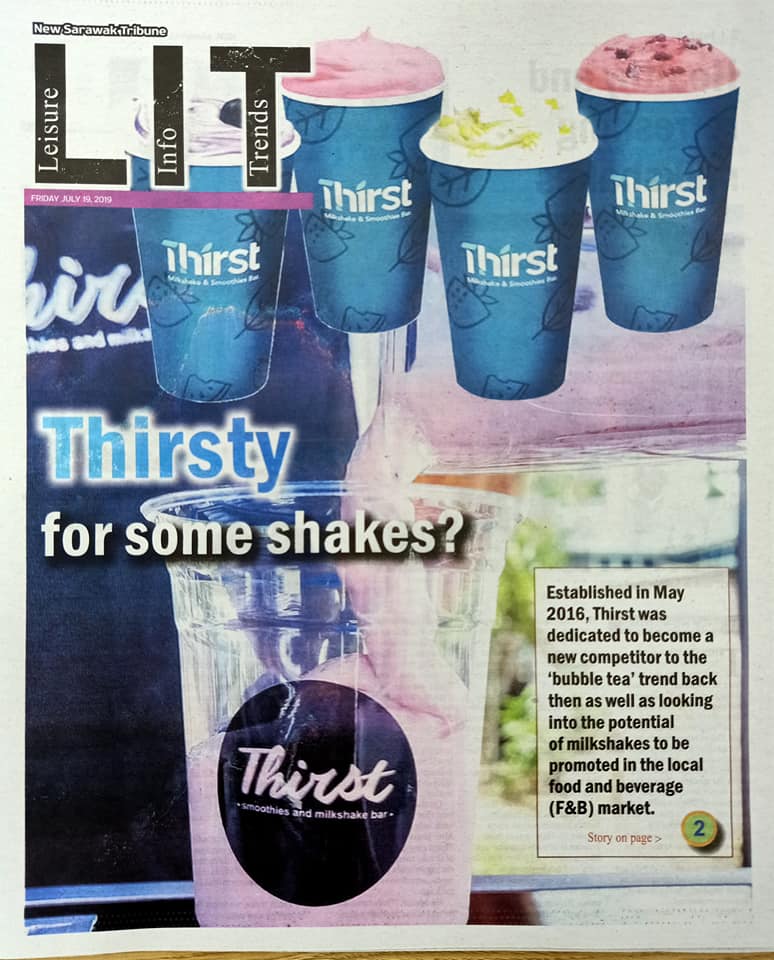 New Sarawak Tribune
LIT
Leisure
Info
Trends
FRIDAY JULY 19, 2019
Thirst
Milkshake & Smoothies Bar
Thirst
Milkshake & Smoothies Bar
Thirst
Milkshake & Smoothies Bar
Thirst
Milkshake & Smoothies Bar
Thirsty
for some shakes?
Established in May
2016, Thirst was
dedicated to become a
new competitor to the
‘bubble tea’ trend back
then as well as looking
into the potential
of milkshakes to be
promoted in the local
food and beverage
(F&B) market.
Story on page >
2
Thirst
•smoothies and milkshake bar•